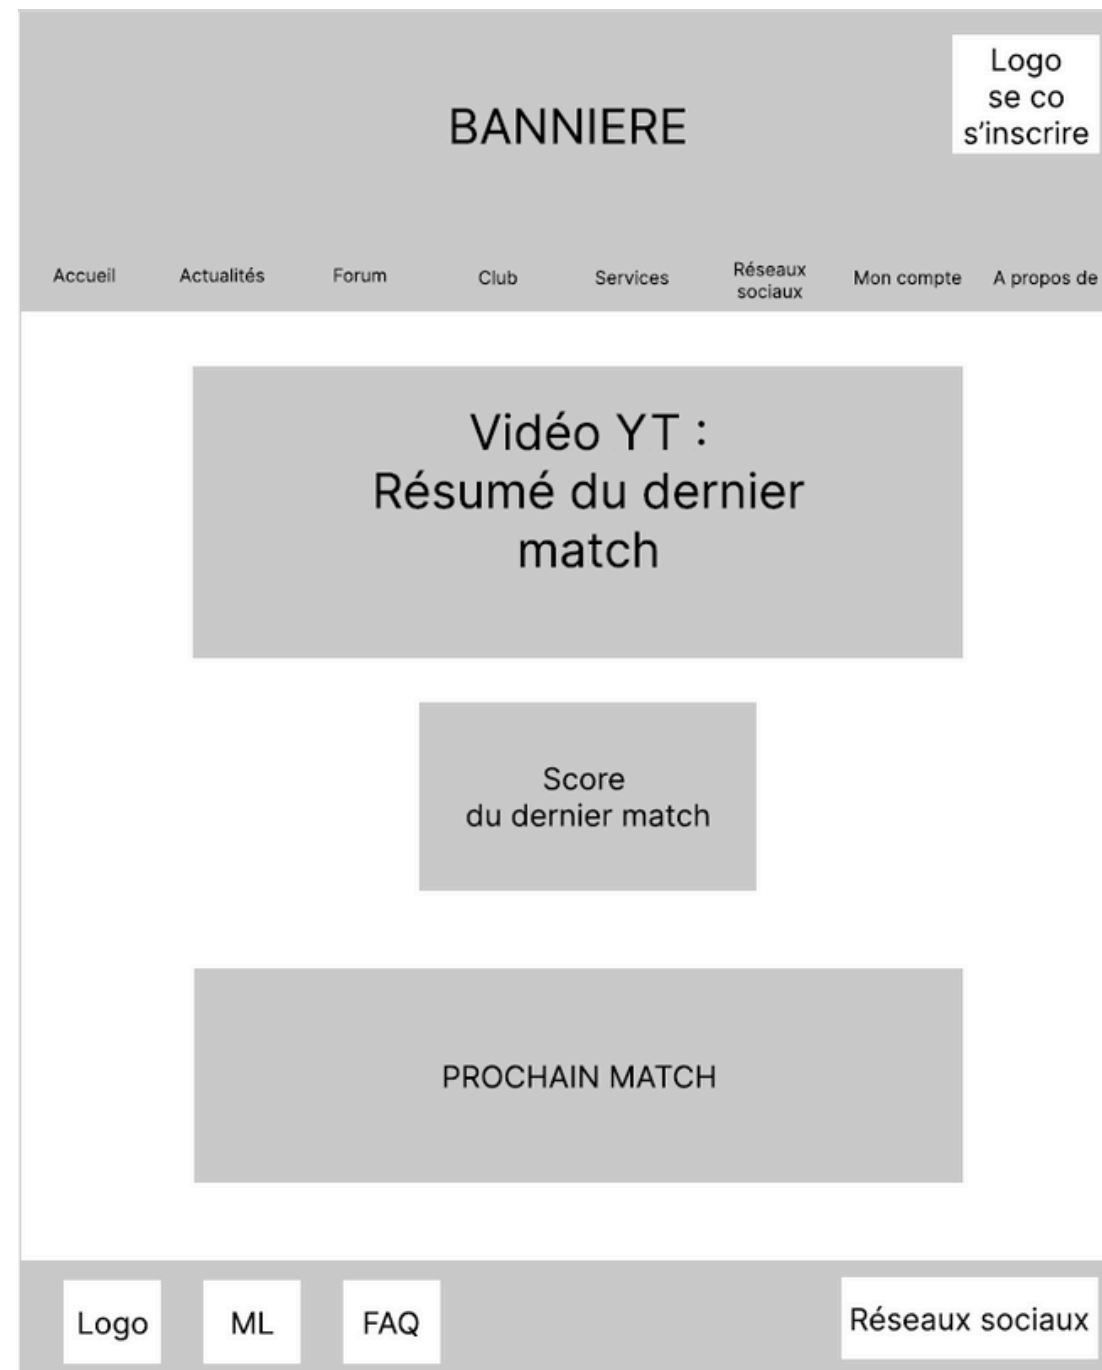 Logo
se co
s'inscrire
BANNIERE
Accueil
Actualités
Forum
Club
Services
Réseaux
sociaux
Mon compte
A propos de
Vidéo YT :
Résumé du dernier
match
Score
du dernier match
PROCHAIN MATCH
Logo
ML
FAQ
Réseaux sociaux